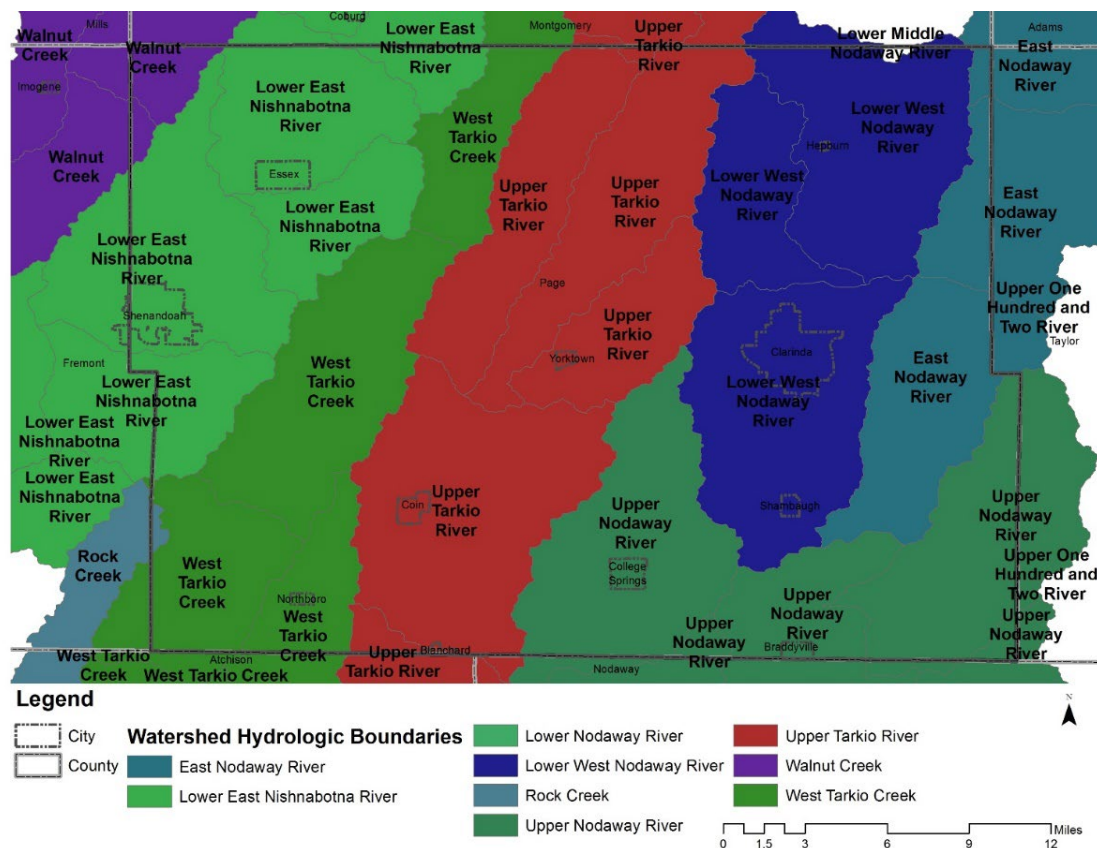 Walnut
Creek
Mills
Walnut
Creek
Coburg
Lower East
Nishnabotna
River
Montgomery
Upper
Tarkio
River
Lower Middle
Nodaway River
Adams
East
Nodaway
River
Imogene
Lower East
Nishnabotna
River
West
Tarkio
Creek
Lower West
Nodaway
River
Hepburn
Walnut
Creek
Essex
Lower East
Nishnabotna
River
Upper
Tarkio
River
Upper
Tarkio
River
Lower West
Nodaway
River
East
Nodaway
River
Lower East
Nishnabotna
River
Shenandoah
Page
Upper
Tarkio
River
Upper One
Hundred and
Two River
Taylor
Fremont
Lower East
Nishnabotna
River
West
Tarkio
Creek
Yorktown
Clarinda
Lower West
Nodaway
River
East
Nodaway
River
Lower East
Nishnabotna
River
Lower East
Nishnabotna
River
Coin
Upper
Tarkio
River
Upper
Nodaway
River
Shambaugh
Upper
Nodaway
River
Rock
Creek
West
Tarkio
Creek
Northboro
West
Tarkio
Creek
College
Springs
Upper One
Hundred and
Two River
Upper
Nodaway
River
Braddyville
Upper
Nodaway
River
Upper
Nodaway
River
West Tarkio
Creek
Atchison
West Tarkio Creek
Upper
Tarkio River
Blanchard
Nodaway
Legend
N
City
County
Watershed Hydrologic Boundaries
East Nodaway River
Lower East Nishnabotna River
Lower Nodaway River
Lower West Nodaway River
Rock Creek
Upper Nodaway River
Upper Tarkio River
Walnut Creek
West Tarkio Creek
Miles
0 1.5 3 6 9 12